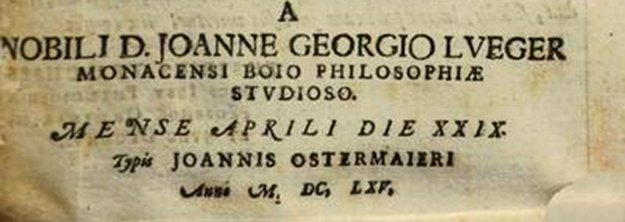 A
NOBILI D. JOANNE GEORGIO LVEGER
MONACENSI BOIO PHILOSOPHIÆ
STVDIOSO.
MENSE APRILI DIE XXIX.
Typis JOANNIS OSTERMAIERI
Anno M. DC, LXV.